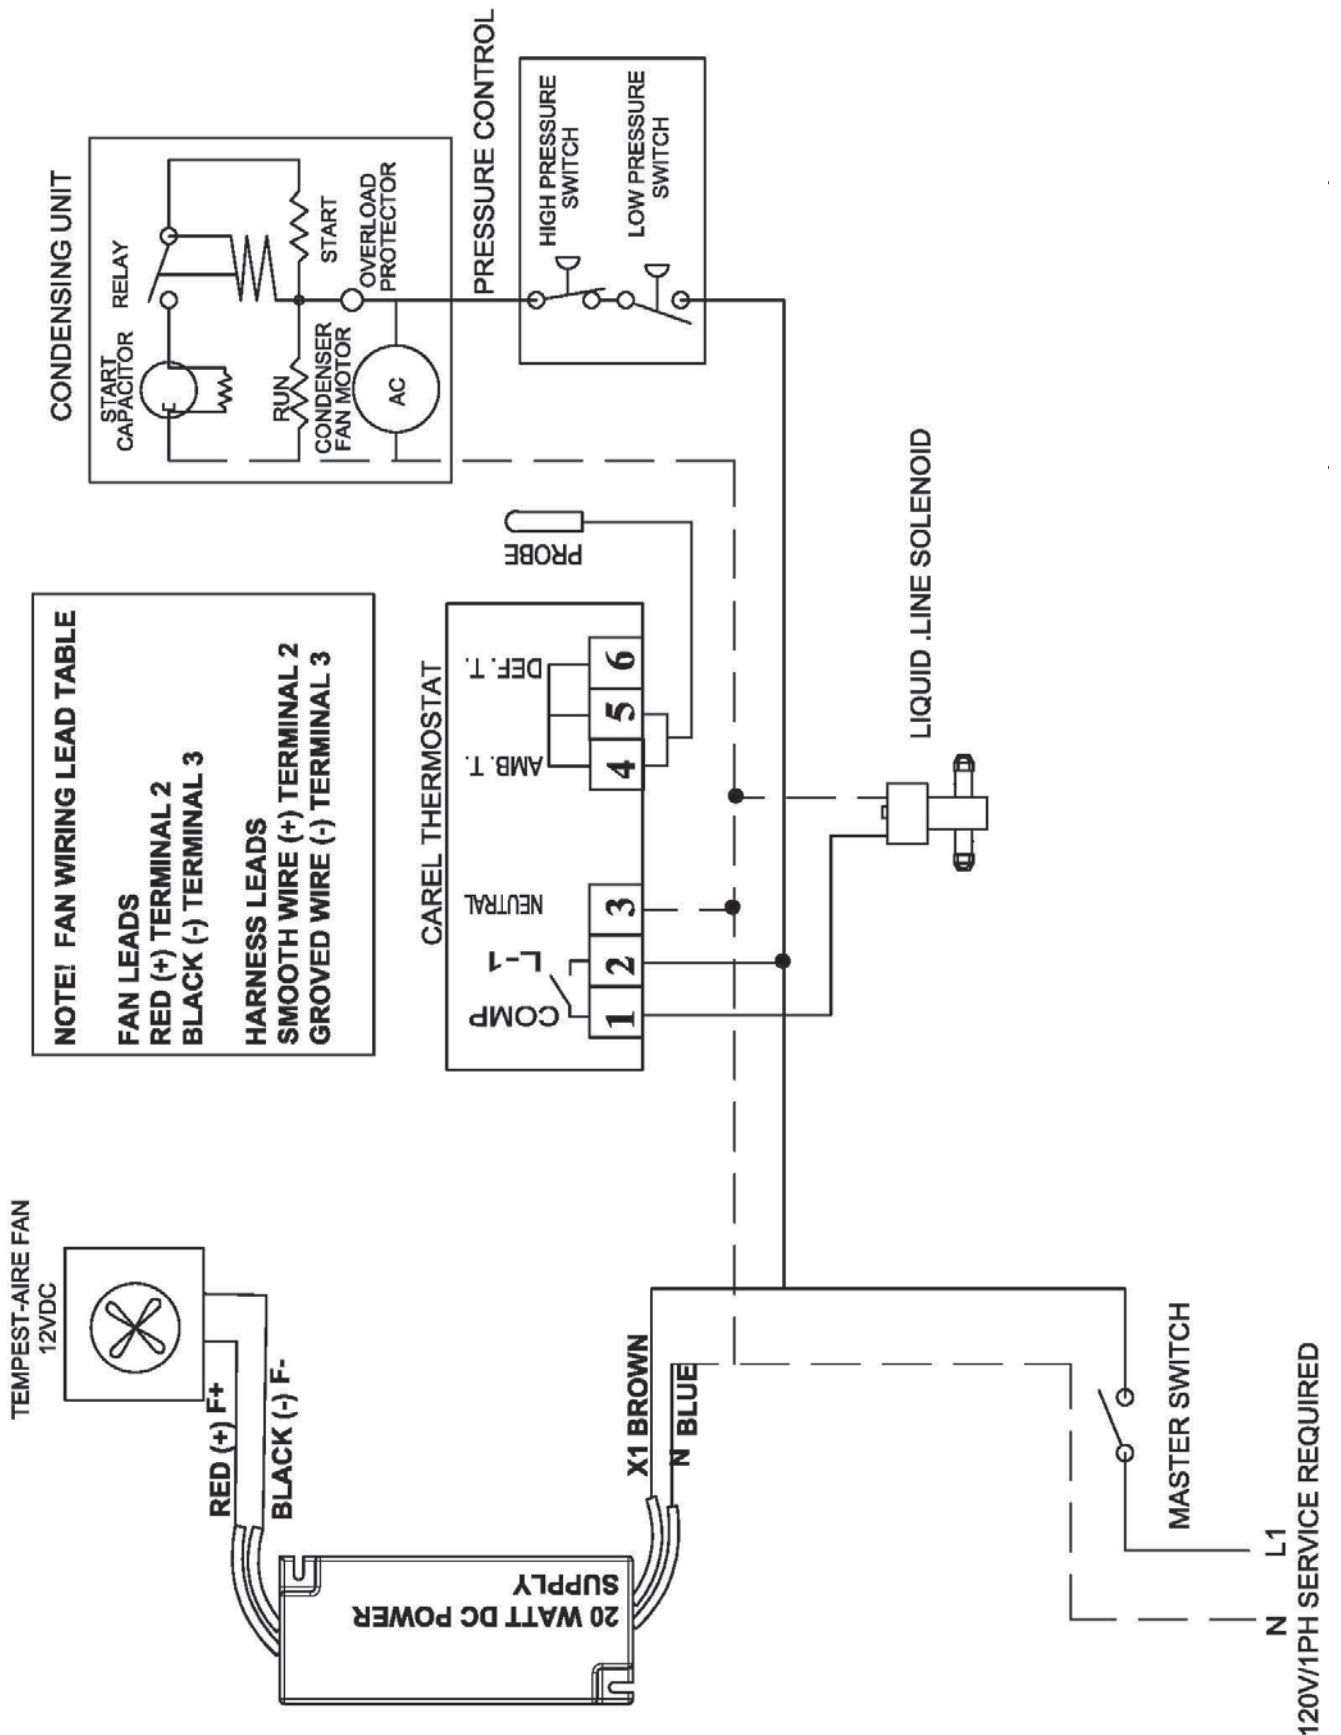 CONDENSING UNIT
START
CAPACITOR
RELAY
RUN
START
CONDENSER
FAN MOTOR
OVERLOAD
PROTECTOR
AC
PRESSURE CONTROL
HIGH PRESSURE
SWITCH
LOW PRESSURE
SWITCH
NOTE! FAN WIRING LEAD TABLE
FAN LEADS
RED (+) TERMINAL 2
BLACK (-) TERMINAL 3
HARNESS LEADS
SMOOTH WIRE (+) TERMINAL 2
GROVED WIRE (-) TERMINAL 3
CAREL THERMOSTAT
COMP
L-1
NEUTRAL
AMB. T.
DEF. T.
1 2 3 4 5 6
PROBE
LIQUID .LINE SOLENOID
TEMPEST-AIRE FAN
12VDC
RED (+) F+
BLACK (-) F-
20 WATT DC POWER
SUPPLY
X1 BROWN
N BLUE
MASTER SWITCH
N L1
120V/1PH SERVICE REQUIRED